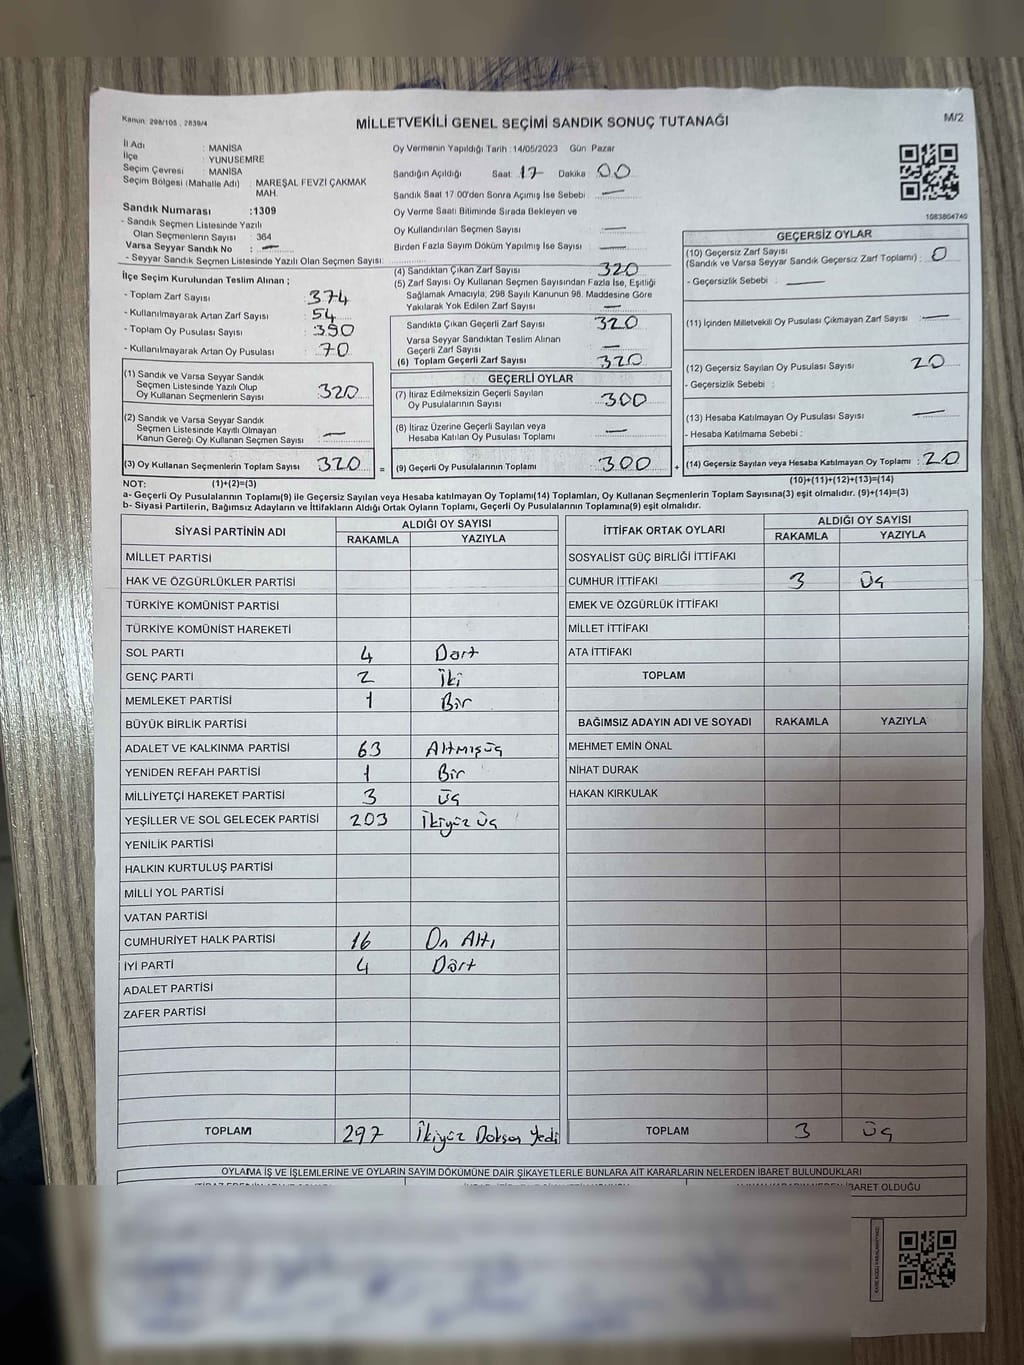 Kanun: 298/105 , 2839/4
MİLLETVEKİLİ GENEL SEÇİMİ SANDIK SONUÇ TUTANAĞI
M/2
İl Adı : MANİSA
İlçe : YUNUSEMRE
Seçim Çevresi : MANİSA
Seçim Bölgesi (Mahalle Adı) : MAREŞAL FEVZİ ÇAKMAK MAH.
Sandık Numarası :1309
- Sandık Seçmen Listesinde Yazılı
Olan Seçmenlerin Sayısı : 364
Varsa Seyyar Sandık No : —
- Seyyar Sandık Seçmen Listesinde Yazılı Olan Seçmen Sayısı:
Oy Vermenin Yapıldığı Tarih :14/05/2023 Gün Pazar
Sandığın Açıldığı Saat: 17 Dakika : 00
Sandık Saat 17.00'den Sonra Açımış İse Sebebi : —
Oy Verme Saati Bitiminde Sırada Bekleyen ve
Oy Kullandırılan Seçmen Sayısı : —
Birden Fazla Sayım Döküm Yapılmış İse Sayısı : —
1083804740
İlçe Seçim Kurulundan Teslim Alınan ;
- Toplam Zarf Sayısı : 374
- Kullanılmayarak Artan Zarf Sayısı : 54
- Toplam Oy Pusulası Sayısı : 390
- Kullanılmayarak Artan Oy Pusulası : 70
(1) Sandık ve Varsa Seyyar Sandık
Seçmen Listesinde Yazılı Olup
Oy Kullanan Seçmenlerin Sayısı : 320
(2) Sandık ve Varsa Seyyar Sandık
Seçmen Listesinde Kayıtlı Olmayan
Kanun Gereği Oy Kullanan Seçmen Sayısı : —
(3) Oy Kullanan Seçmenlerin Toplam Sayısı : 320 =
(4) Sandıktan Çıkan Zarf Sayısı : 320
(5) Zarf Sayısı Oy Kullanan Seçmen Sayısından Fazla İse, Eşitliği
Sağlamak Amacıyla, 298 Sayılı Kanunun 98. Maddesine Göre
Yakılarak Yok Edilen Zarf Sayısı : —
Sandıkta Çıkan Geçerli Zarf Sayısı : 320
Varsa Seyyar Sandıktan Teslim Alınan
Geçerli Zarf Sayısı : —
(6) Toplam Geçerli Zarf Sayısı : 320
GEÇERLİ OYLAR
(7) İtiraz Edilmeksizin Geçerli Sayılan
Oy Pusulalarının Sayısı : 300
(8) İtiraz Üzerine Geçerli Sayılan veya
Hesaba Katılan Oy Pusulası Toplamı : —
(9) Geçerli Oy Pusulalarının Toplamı : 300 +
GEÇERSİZ OYLAR
(10) Geçersiz Zarf Sayısı
(Sandık ve Varsa Seyyar Sandık Geçersiz Zarf Toplamı) : 0
- Geçersizlik Sebebi : —
(11) İçinden Milletvekili Oy Pusulası Çıkmayan Zarf Sayısı : —
(12) Geçersiz Sayılan Oy Pusulası Sayısı : 20
- Geçersizlik Sebebi :
(13) Hesaba Katılmayan Oy Pusulası Sayısı : —
- Hesaba Katılmama Sebebi :
(14) Geçersiz Sayılan veya Hesaba Katılmayan Oy Toplamı : 20
NOT: (1)+(2)=(3) (10)+(11)+(12)+(13)=(14)
a- Geçerli Oy Pusulalarının Toplamı(9) ile Geçersiz Sayılan veya Hesaba katılmayan Oy Toplamı(14) Toplamları, Oy Kullanan Seçmenlerin Toplam Sayısına(3) eşit olmalıdır. (9)+(14)=(3)
b- Siyasi Partilerin, Bağımsız Adayların ve İttifakların Aldığı Ortak Oyların Toplamı, Geçerli Oy Pusulalarının Toplamına(9) eşit olmalıdır.
SİYASİ PARTİNİN ADI ALDIĞI OY SAYISI
RAKAMLA YAZIYLA
MİLLET PARTİSİ
HAK VE ÖZGÜRLÜKLER PARTİSİ
TÜRKİYE KOMÜNİST PARTİSİ
TÜRKİYE KOMÜNİST HAREKETİ
SOL PARTİ 4 Dört
GENÇ PARTİ 2 İki
MEMLEKET PARTİSİ 1 Bir
BÜYÜK BİRLİK PARTİSİ
ADALET VE KALKINMA PARTİSİ 63 Altmışüç
YENİDEN REFAH PARTİSİ 1 Bir
MİLLİYETÇİ HAREKET PARTİSİ 3 üç
YEŞİLLER VE SOL GELECEK PARTİSİ 203 İkiyüz üç
YENİLİK PARTİSİ
HALKIN KURTULUŞ PARTİSİ
MİLLİ YOL PARTİSİ
VATAN PARTİSİ
CUMHURİYET HALK PARTİSİ 16 On Altı
İYİ PARTİ 4 Dört
ADALET PARTİSİ
ZAFER PARTİSİ
TOPLAM 297 İkiyüz Doksan Yedi
İTTİFAK ORTAK OYLARI ALDIĞI OY SAYISI
RAKAMLA YAZIYLA
SOSYALİST GÜÇ BİRLİĞİ İTTİFAKI
CUMHUR İTTİFAKI 3 üç
EMEK VE ÖZGÜRLÜK İTTİFAKI
MİLLET İTTİFAKI
ATA İTTİFAKI
TOPLAM
BAĞIMSIZ ADAYIN ADI VE SOYADI RAKAMLA YAZIYLA
MEHMET EMİN ÖNAL
NİHAT DURAK
HAKAN KIRKULAK
TOPLAM 3 üç
OYLAMA İŞ VE İŞLEMLERİNE VE OYLARIN SAYIM DÖKÜMÜNE DAİR ŞİKAYETLERLE BUNLARA AİT KARARLARIN NELERDEN İBARET BULUNDUKLARI
İBARET OLDUĞU